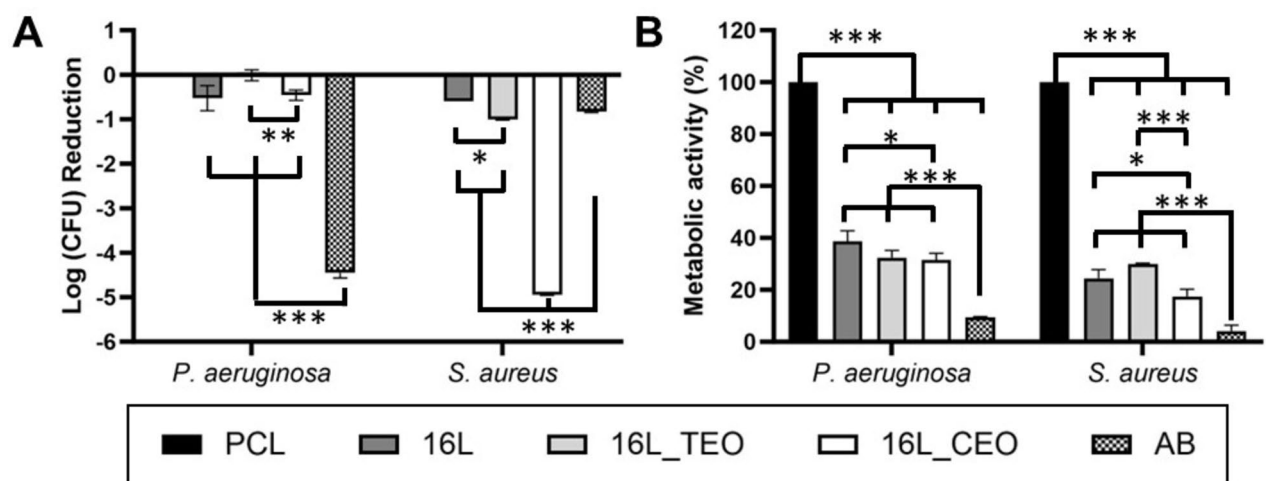 A
Log (CFU) Reduction
1
0
-1
-2
-3
-4
-5
-6
**
***
*
***
P. aeruginosa
S. aureus
B
Metabolic activity (%)
120
100
80
60
40
20
0
***
*
***
***
***
*
***
P. aeruginosa
S. aureus
PCL 16L 16L_TEO 16L_CEO AB